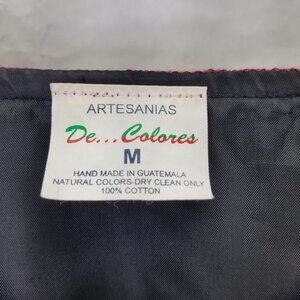 ARTESANIAS
De... Colores
M
HAND MADE IN GUATEMALA
NATURAL COLORS-DRY CLEAN ONLY
100% COTTON